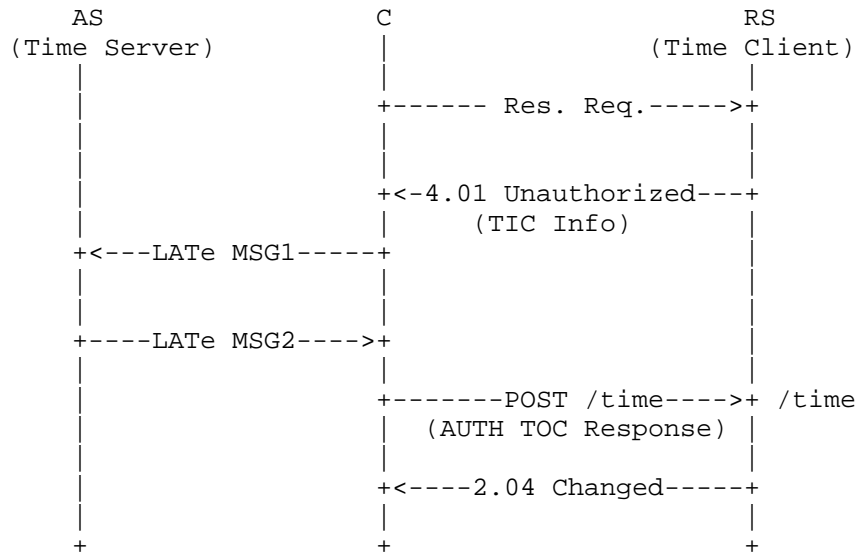 AS C RS
(Time Server) (Time Client)
Res. Req.
4.01 Unauthorized
(TIC Info)
LATe MSG1
LATe MSG2
POST /time /time
(AUTH TOC Response)
2.04 Changed